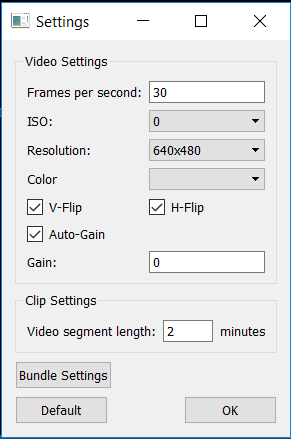 Settings
Video Settings
Frames per second: 30
ISO: 0
Resolution: 640x480
Color
V-Flip H-Flip
Auto-Gain
Gain: 0
Clip Settings
Video segment length: 2 minutes
Bundle Settings
Default OK